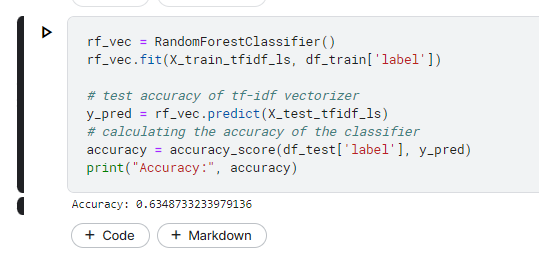 rf_vec = RandomForestClassifier()
rf_vec.fit(X_train_tfidf_ls, df_train['label'])
# test accuracy of tf-idf vectorizer
y_pred = rf_vec.predict(X_test_tfidf_ls)
# calculating the accuracy of the classifier
accuracy = accuracy_score(df_test['label'], y_pred)
print("Accuracy:", accuracy)
Accuracy: 0.6348733233979136
+ Code + Markdown